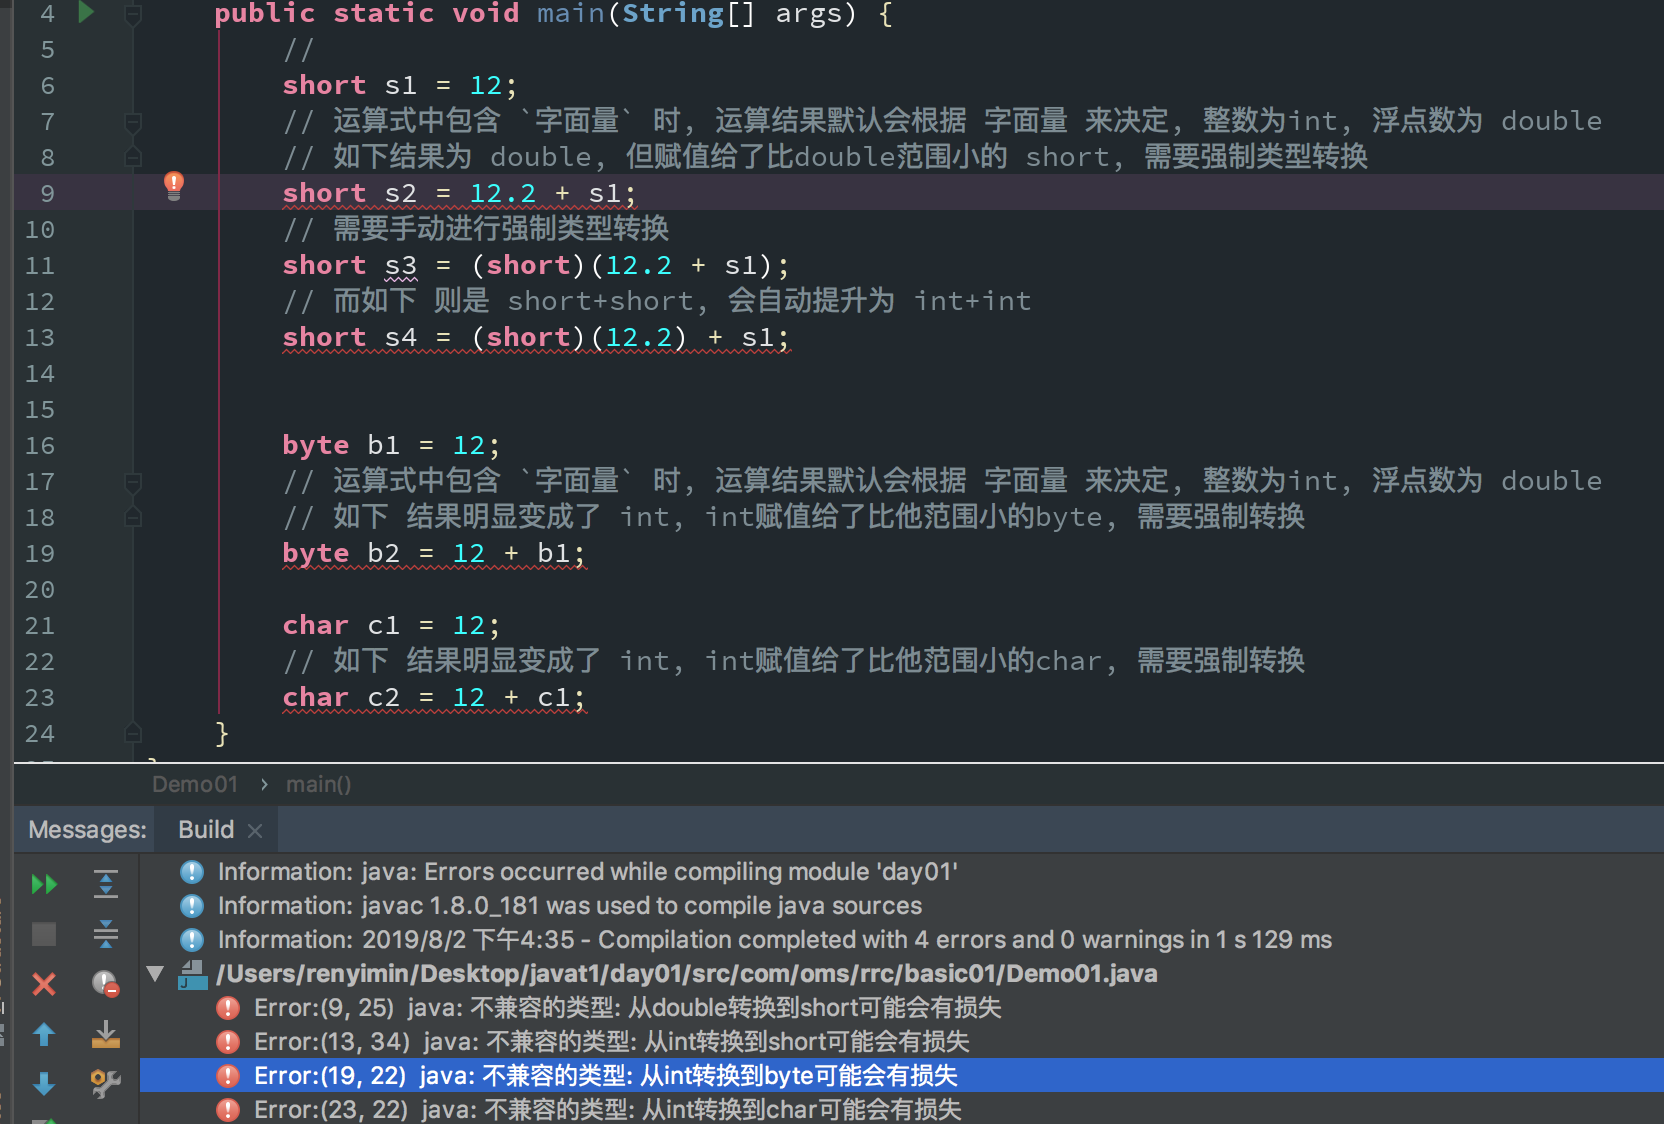 4 public static void main(String[] args) {
5 //
6 short s1 = 12;
7 // 运算式中包含 `字面量` 时, 运算结果默认会根据 字面量 来决定, 整数为int, 浮点数为 double
8 // 如下结果为 double, 但赋值给了比double范围小的 short, 需要强制类型转换
9 short s2 = 12.2 + s1;
10 // 需要手动进行强制类型转换
11 short s3 = (short)(12.2 + s1);
12 // 而如下 则是 short+short, 会自动提升为 int+int
13 short s4 = (short)(12.2) + s1;
14
15
16 byte b1 = 12;
17 // 运算式中包含 `字面量` 时, 运算结果默认会根据 字面量 来决定, 整数为int, 浮点数为 double
18 // 如下 结果明显变成了 int, int赋值给了比他范围小的byte, 需要强制转换
19 byte b2 = 12 + b1;
20
21 char c1 = 12;
22 // 如下 结果明显变成了 int, int赋值给了比他范围小的char, 需要强制转换
23 char c2 = 12 + c1;
24 }
Demo01 › main()
Messages: Build ×
Information: java: Errors occurred while compiling module 'day01'
Information: javac 1.8.0_181 was used to compile java sources
Information: 2019/8/2 下午4:35 - Compilation completed with 4 errors and 0 warnings in 1 s 129 ms
/Users/renyimin/Desktop/javat1/day01/src/com/oms/rrc/basic01/Demo01.java
Error:(9, 25) java: 不兼容的类型: 从double转换到short可能会有损失
Error:(13, 34) java: 不兼容的类型: 从int转换到short可能会有损失
Error:(19, 22) java: 不兼容的类型: 从int转换到byte可能会有损失
Error:(23, 22) java: 不兼容的类型: 从int转换到char可能会有损失